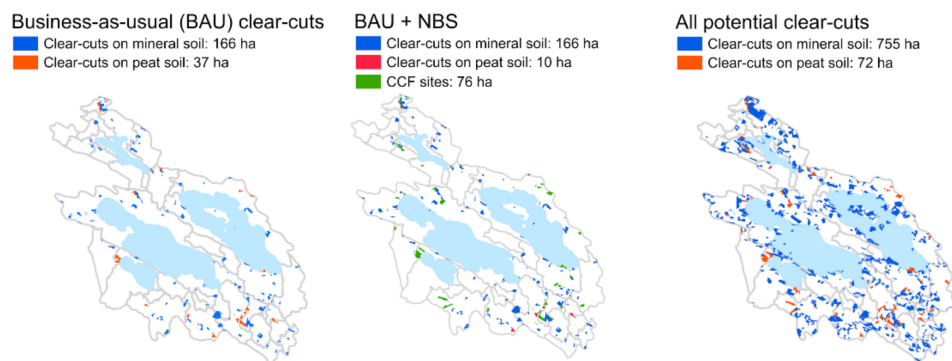 Business-as-usual (BAU) clear-cuts
Clear-cuts on mineral soil: 166 ha
Clear-cuts on peat soil: 37 ha
BAU + NBS
Clear-cuts on mineral soil: 166 ha
Clear-cuts on peat soil: 10 ha
CCF sites: 76 ha
All potential clear-cuts
Clear-cuts on mineral soil: 755 ha
Clear-cuts on peat soil: 72 ha